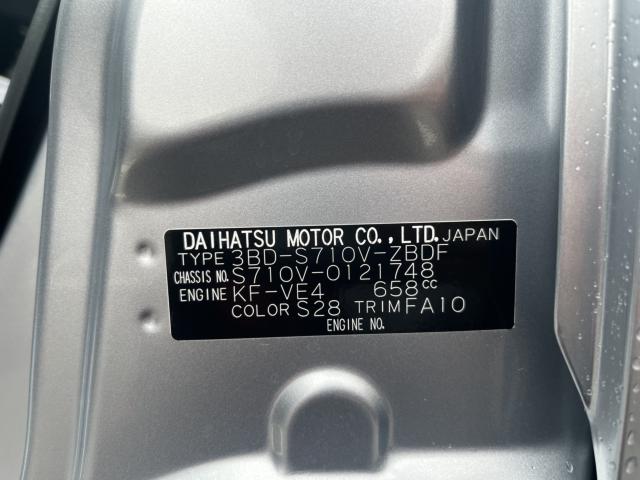 DAIHATSU MOTOR CO.,LTD. JAPAN
TYPE 3BD-S710V-ZBDF
CHASSIS NO. S710V-0121748
ENGINE KF-VE4 658CC
COLOR S28 TRIM FA10
ENGINE NO.